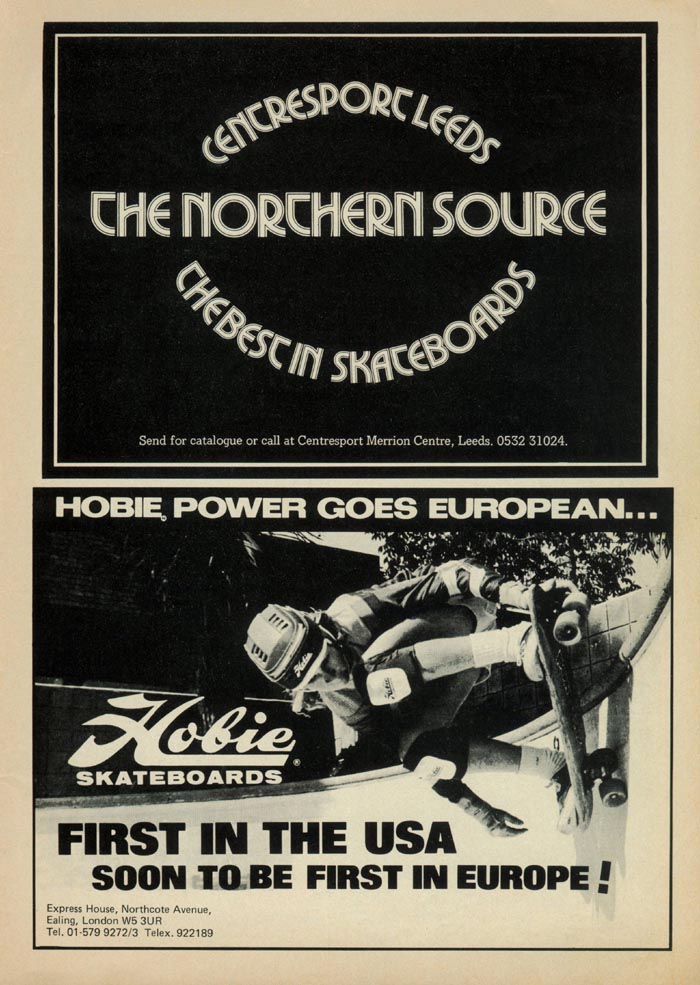 CENTRESPORT LEEDS
THE NORTHERN SOURCE
THE BEST IN SKATEBOARDS
Send for catalogue or call at Centresport Merrion Centre, Leeds. 0532 31024.
HOBIE POWER GOES EUROPEAN...
Hobie
Hobie®
SKATEBOARDS
FIRST IN THE USA
SOON TO BE FIRST IN EUROPE!
Express House, Northcote Avenue,
Ealing, London W5 3UR
Tel. 01-579 9272/3 Telex. 922189